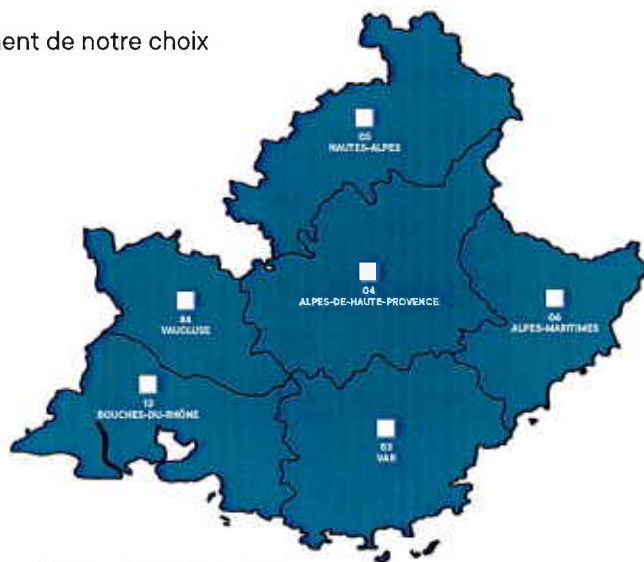 ment de notre choix
05
HAUTES-ALPES
04
ALPES-DE-HAUTE-PROVENCE
06
ALPES-MARITIMES
84
VAUCLUSE
13
BOUCHES-DU-RHÔNE
83
VAR